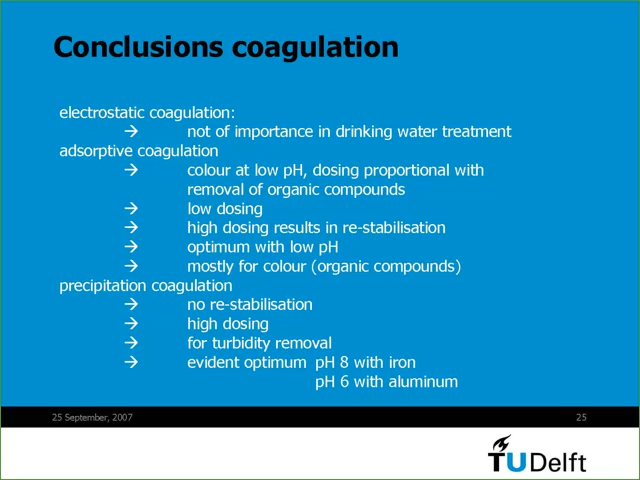 Conclusions coagulation
electrostatic coagulation:
→ not of importance in drinking water treatment
adsorptive coagulation
→ colour at low pH, dosing proportional with
removal of organic compounds
→ low dosing
→ high dosing results in re-stabilisation
→ optimum with low pH
→ mostly for colour (organic compounds)
precipitation coagulation
→ no re-stabilisation
→ high dosing
→ for turbidity removal
→ evident optimum pH 8 with iron
pH 6 with aluminum
25 September, 2007 25
TU Delft